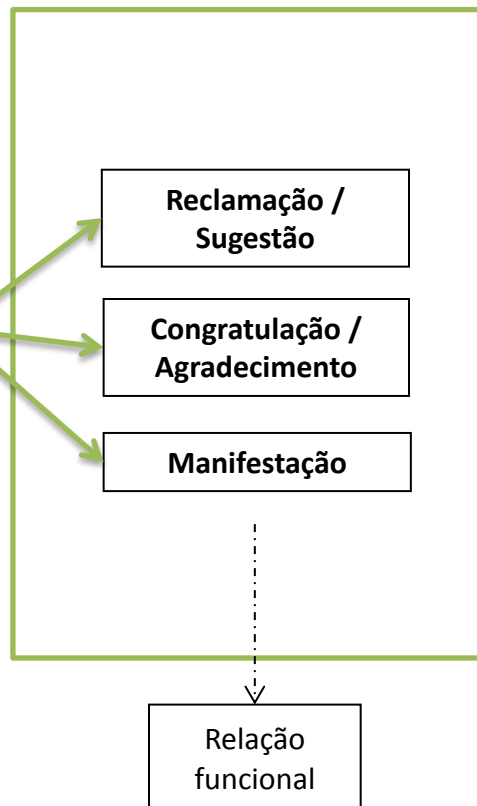 Reclamação /
Sugestão
Congratulação /
Agradecimento
Manifestação
Relação
funcional